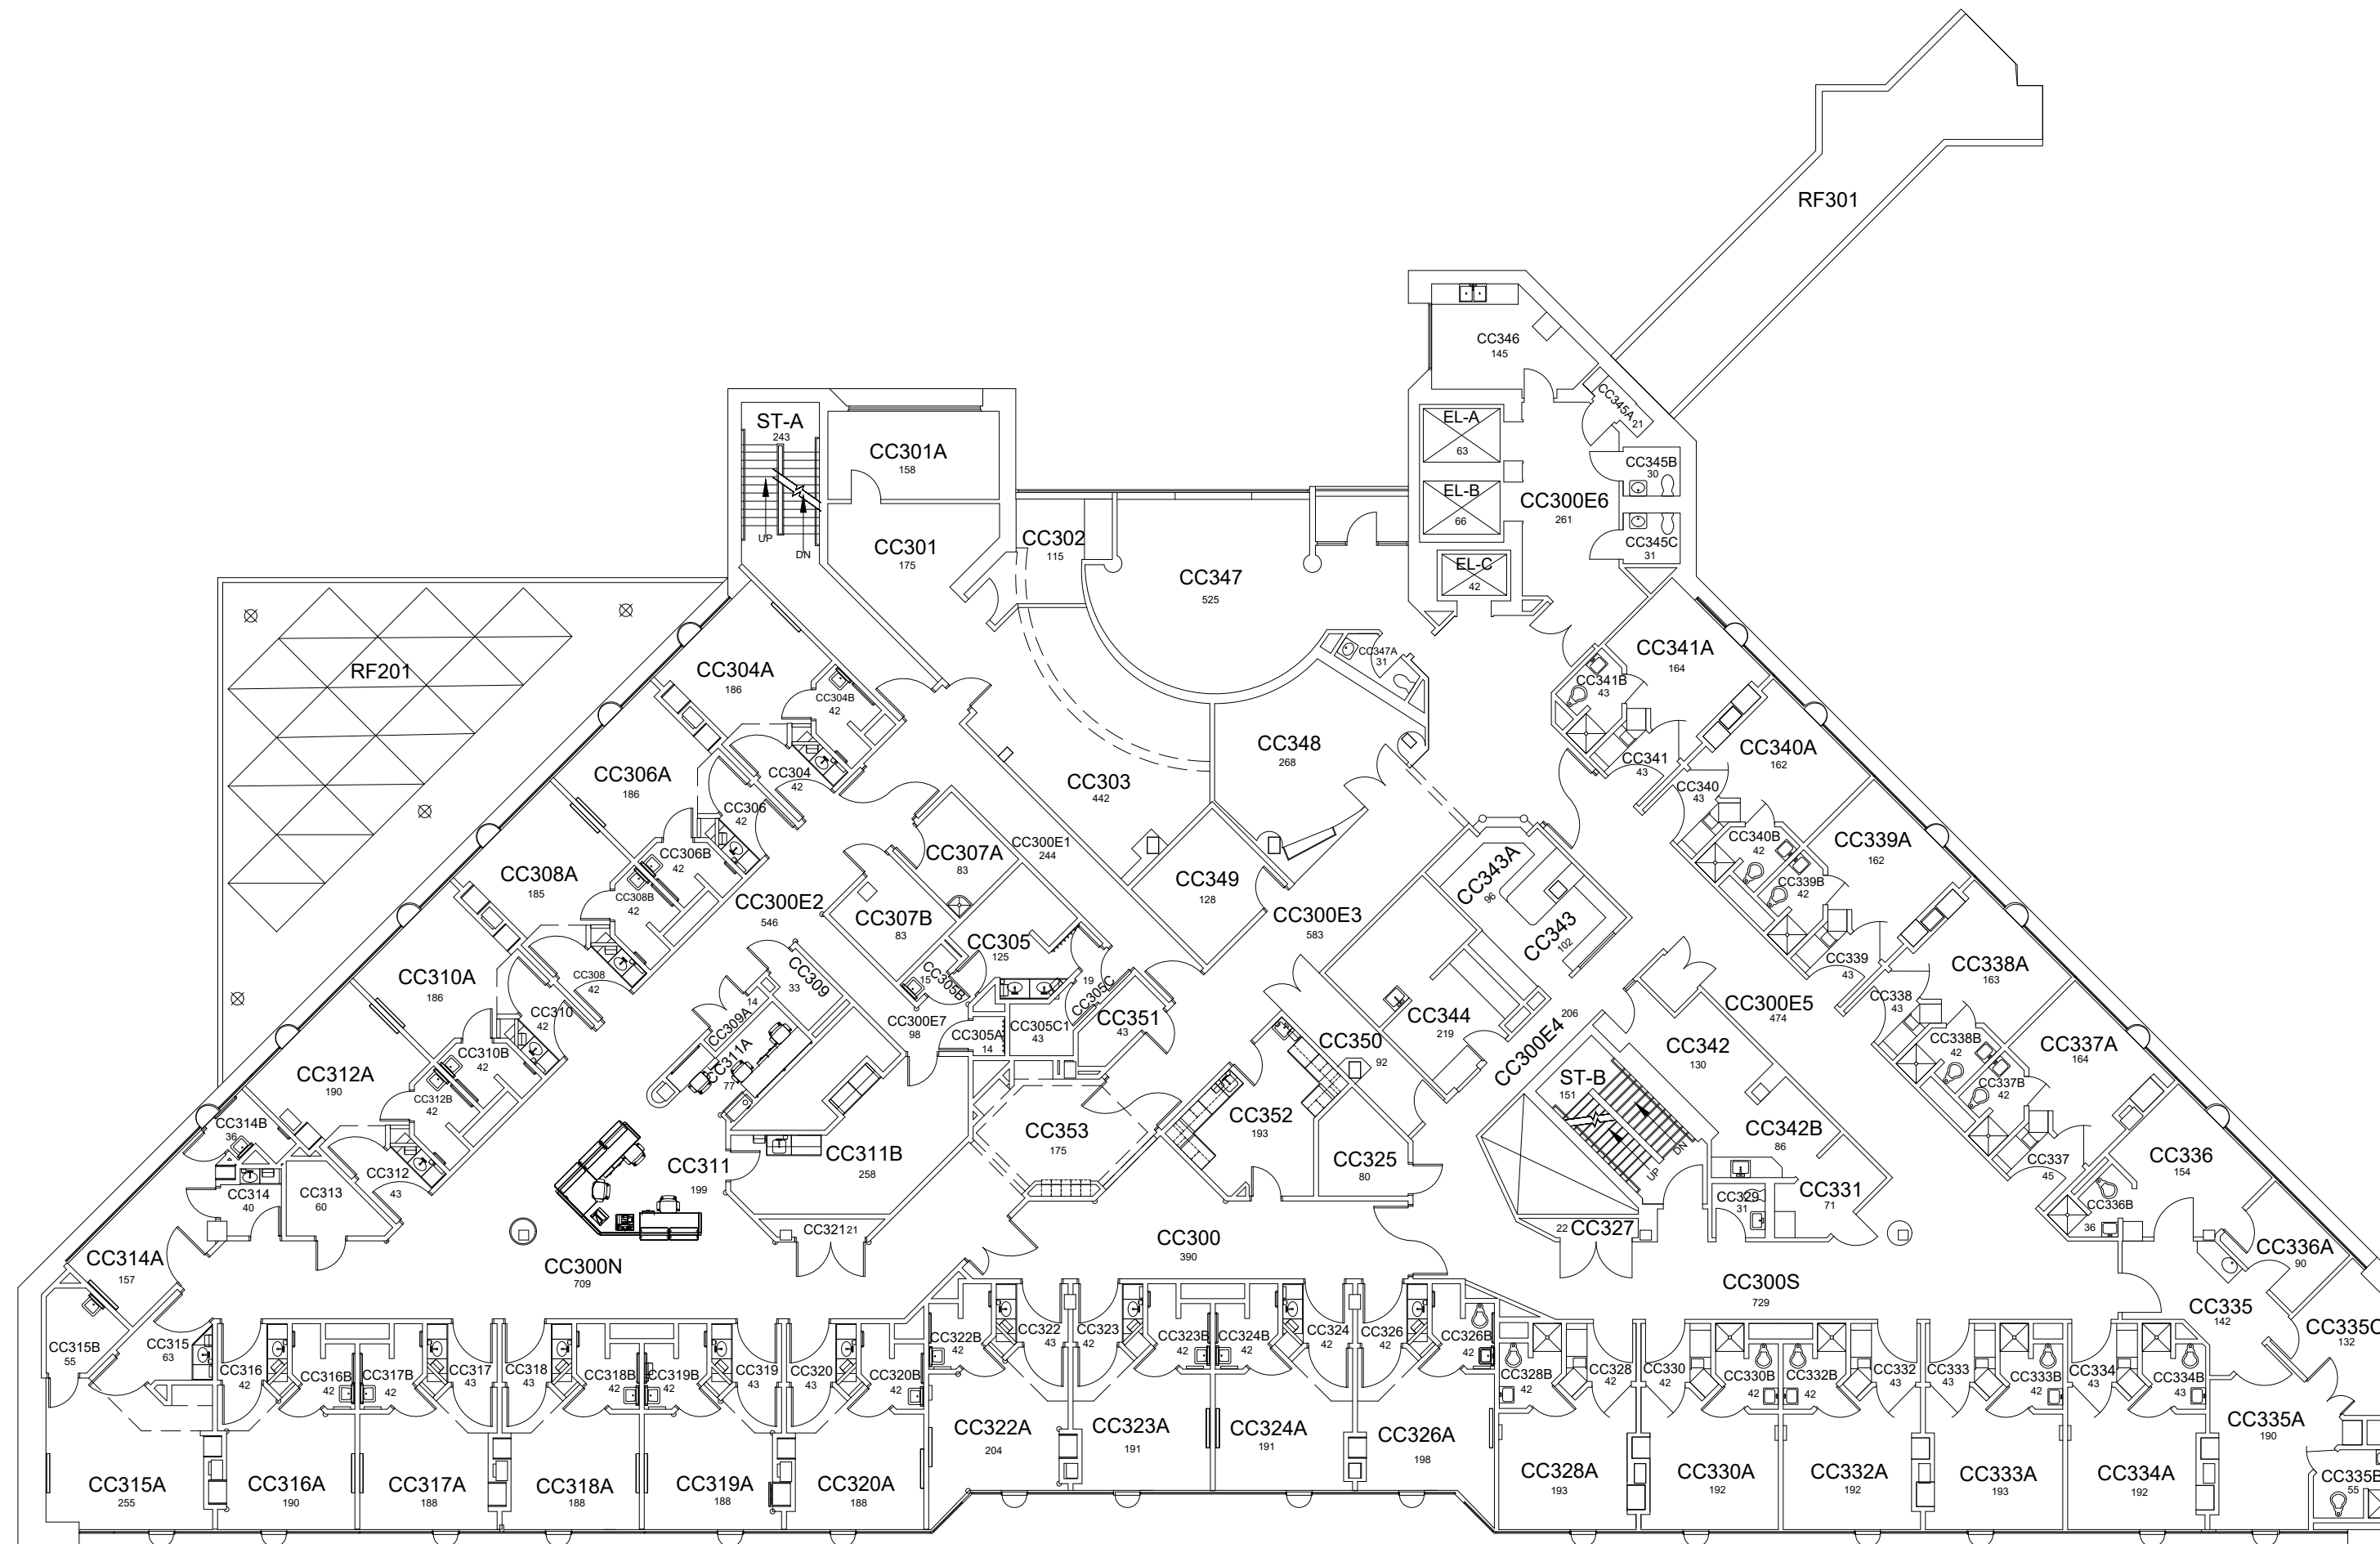 RF301
CC346
145
CC345A
21
ST-A
243
EL-A
63
CC301A
158
CC345B
30
EL-B
66
CC300E6
261
UP
DN
CC301
175
CC302
115
CC345C
31
EL-C
42
CC347
525
RF201
CC304A
186
CC304B
42
CC347A
31
CC341A
164
CC341B
43
CC306A
186
CC304
42
CC303
442
CC348
268
CC341
43
CC340A
162
CC340
43
CC306
42
CC306B
42
CC308A
185
CC308B
42
CC307A
83
CC300E1
244
CC349
128
CC343A
96
CC340B
42
CC339A
162
CC339B
42
CC300E2
546
CC307B
83
CC300E3
583
CC343
102
CC305
125
CC305B
15
CC309
33
CC310A
186
CC308
42
CC339
43
CC338A
163
CC338
43
CC305C
19
CC309A
14
CC300E7
98
CC305A
14
CC305C1
43
CC351
43
CC344
219
CC300E4
206
CC300E5
474
CC310
42
CC310B
42
CC311A
77
CC350
92
CC342
130
CC338B
42
CC337A
164
CC312A
190
CC312B
42
ST-B
151
CC337B
42
CC314B
36
CC352
193
CC353
175
CC342B
86
DN
UP
CC311
199
CC311B
258
CC325
80
CC337
45
CC336
154
CC312
43
CC314
40
CC313
60
CC329
31
CC331
71
CC336B
36
CC321
21
CC327
22
CC300
390
CC314A
157
CC300N
709
CC336A
90
CC300S
729
CC335
142
CC335C
132
CC315B
55
CC315
63
CC316
42
CC316B
42
CC317B
42
CC317
43
CC318
43
CC318B
42
CC319B
42
CC319
43
CC320
43
CC320B
42
CC322B
42
CC322
43
CC323
42
CC323B
42
CC324B
42
CC324
42
CC326
42
CC326B
42
CC328B
42
CC328
42
CC330
42
CC330B
42
CC332B
42
CC332
43
CC333
43
CC333B
42
CC334
43
CC334B
43
CC335A
190
CC322A
204
CC323A
191
CC324A
191
CC326A
198
CC315A
255
CC316A
190
CC317A
188
CC318A
188
CC319A
188
CC320A
188
CC328A
193
CC330A
192
CC332A
192
CC333A
193
CC334A
192
CC335B
55